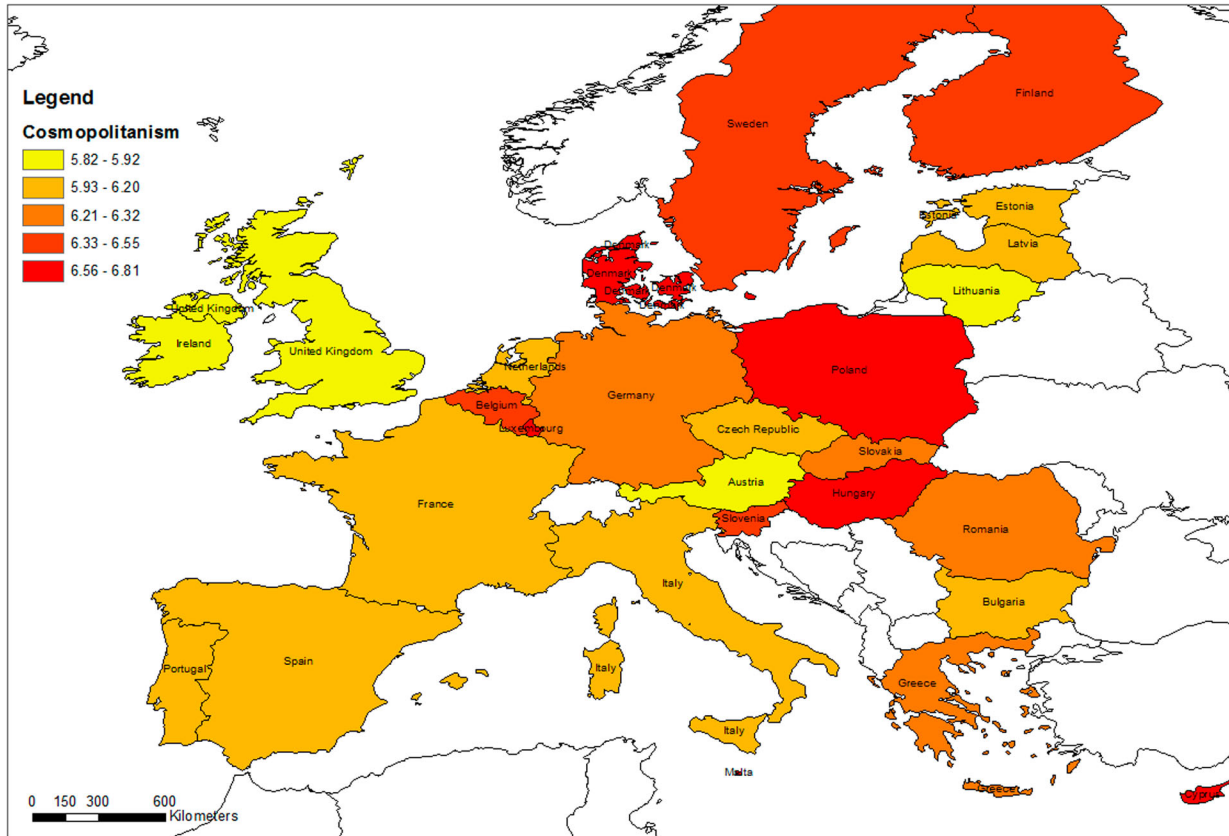 Legend
Cosmopolitanism
5.82 - 5.92
5.93 - 6.20
6.21 - 6.32
6.33 - 6.55
6.56 - 6.81
Finland
Sweden
Estonia
Estonia
Latvia
Denmark
Denmark
Denmark
Denmark
Denmark
Lithuania
United Kingdom
Ireland
United Kingdom
Netherlands
Poland
Germany
Belgium
Luxembourg
Czech Republic
Slovakia
Austria
Hungary
France
Slovenia
Romania
Italy
Bulgaria
Portugal
Spain
Italy
Greece
Italy
Malta
Greece
Cyprus
0 150 300 600
Kilometers